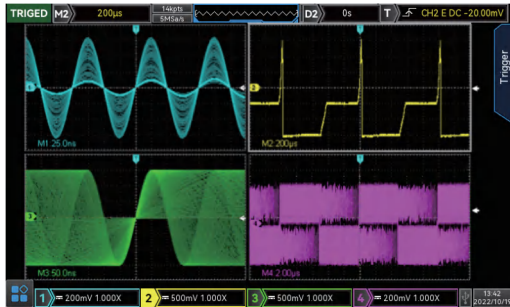 TRIGED M2 200μs 14kpts D2 0s T CH2 E DC -20.00mV
5MSa/s
Trigger
M1 25.0ns
M2 200μs
M3 50.0ns
M4 2.00μs
1 200mV 1.000X 2 500mV 1.000X 3 500mV 1.000X 4 200mV 1.000X 13:42
2022/10/19